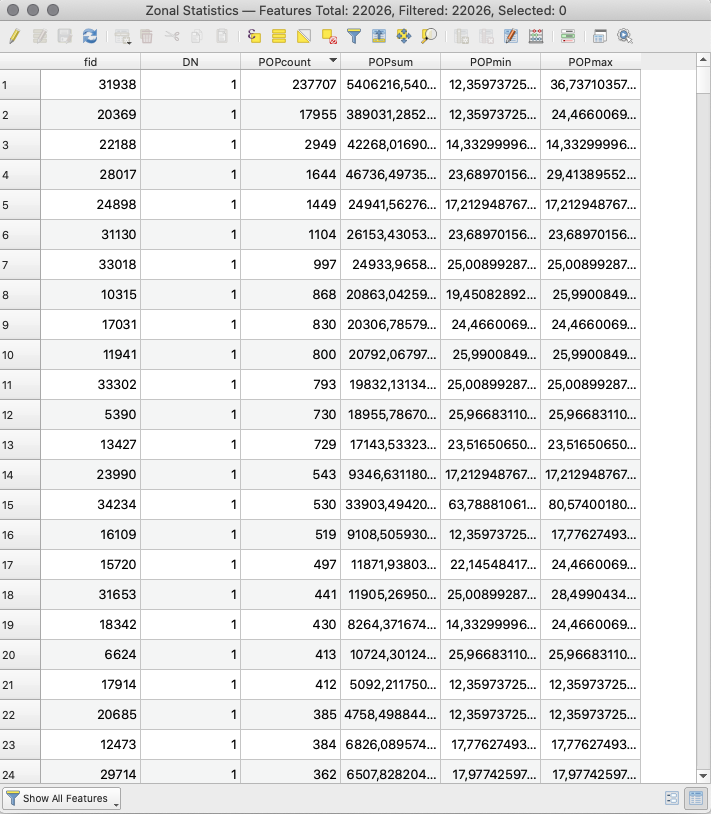 Zonal Statistics — Features Total: 22026, Filtered: 22026, Selected: 0
fid DN POPcount POPsum POPmin POPmax
1 31938 1 237707 5406216,540... 12,35973725... 36,73710357...
2 20369 1 17955 389031,2852... 12,35973725... 24,4660069...
3 22188 1 2949 42268,01690... 14,33299996... 14,33299996...
4 28017 1 1644 46736,49735... 23,68970156... 29,41389552...
5 24898 1 1449 24941,56276... 17,212948767... 17,212948767...
6 31130 1 1104 26153,43053... 23,68970156... 23,68970156...
7 33018 1 997 24933,9658... 25,00899287... 25,00899287...
8 10315 1 868 20863,04259... 19,45082892... 25,9900849...
9 17031 1 830 20306,78579... 24,4660069... 24,4660069...
10 11941 1 800 20792,06797... 25,9900849... 25,9900849...
11 33302 1 793 19832,13134... 25,00899287... 25,00899287...
12 5390 1 730 18955,78670... 25,96683110... 25,96683110...
13 13427 1 729 17143,53323... 23,51650650... 23,51650650...
14 23990 1 543 9346,631180... 17,212948767... 17,212948767...
15 34234 1 530 33903,49420... 63,78881061... 80,57400180...
16 16109 1 519 9108,505930... 12,35973725... 17,77627493...
17 15720 1 497 11871,93803... 22,14548417... 24,4660069...
18 31653 1 441 11905,26950... 25,00899287... 28,4990434...
19 18342 1 430 8264,371674... 14,33299996... 24,4660069...
20 6624 1 413 10724,30124... 25,96683110... 25,96683110...
21 17914 1 412 5092,211750... 12,35973725... 12,35973725...
22 20685 1 385 4758,498844... 12,35973725... 12,35973725...
23 12473 1 384 6826,089574... 17,77627493... 17,77627493...
24 29714 1 362 6507,828204... 17,97742597... 17,97742597...
Show All Features